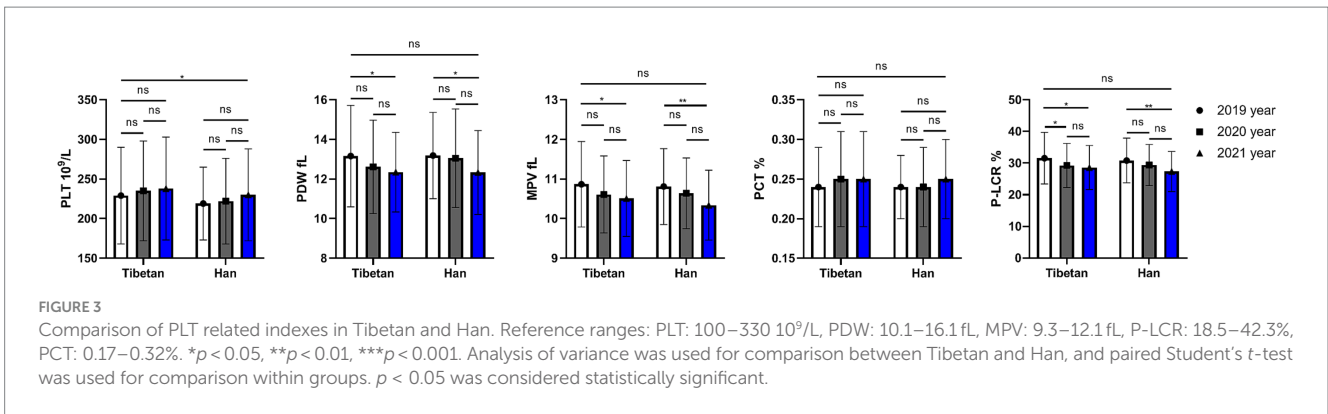 ns
*
ns
ns ns
ns
ns ns
350
300
250
200
150
PLT 10⁹/L
Tibetan Han
ns
*
ns ns
*
ns ns
16
14
12
10
8
PDW fL
Tibetan Han
ns
*
ns ns
**
ns ns
13
12
11
10
9
MPV fL
Tibetan Han
ns
ns
ns ns
ns
ns ns
0.35
0.30
0.25
0.20
0.15
PCT %
Tibetan Han
ns
*
* ns
**
ns ns
50
40
30
20
10
0
P-LCR %
Tibetan Han
2019 year
2020 year
2021 year
FIGURE 3
Comparison of PLT related indexes in Tibetan and Han. Reference ranges: PLT: 100–330 10⁹/L, PDW: 10.1–16.1 fL, MPV: 9.3–12.1 fL, P-LCR: 18.5–42.3%,
PCT: 0.17–0.32%. *p < 0.05, **p < 0.01, ***p < 0.001. Analysis of variance was used for comparison between Tibetan and Han, and paired Student’s t-test
was used for comparison within groups. p < 0.05 was considered statistically significant.